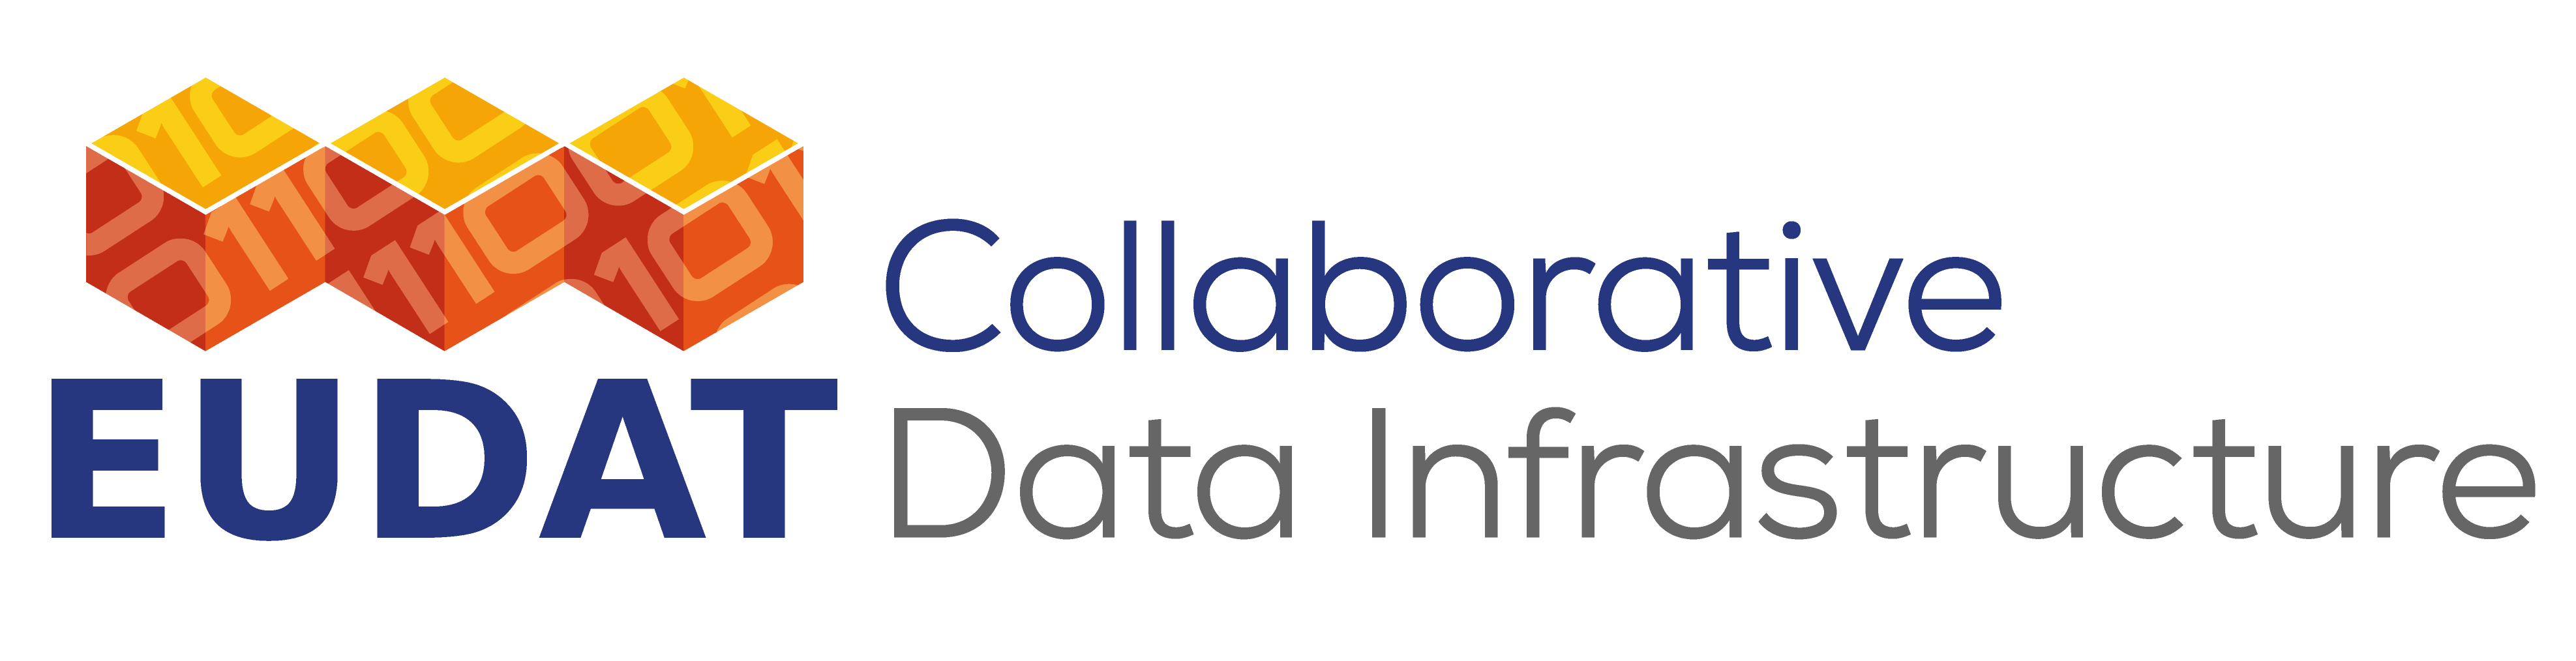 EUDAT
Collaborative
Data Infrastructure